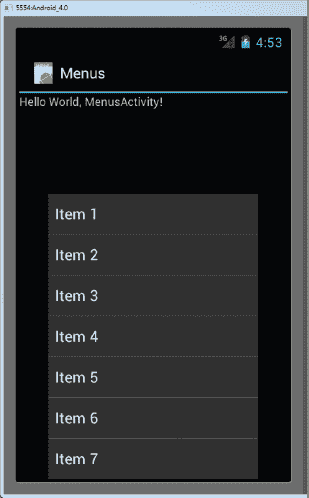 5554:Android_4.0
3G 4:53
Menus
Hello World, MenusActivity!
Item 1
Item 2
Item 3
Item 4
Item 5
Item 6
Item 7